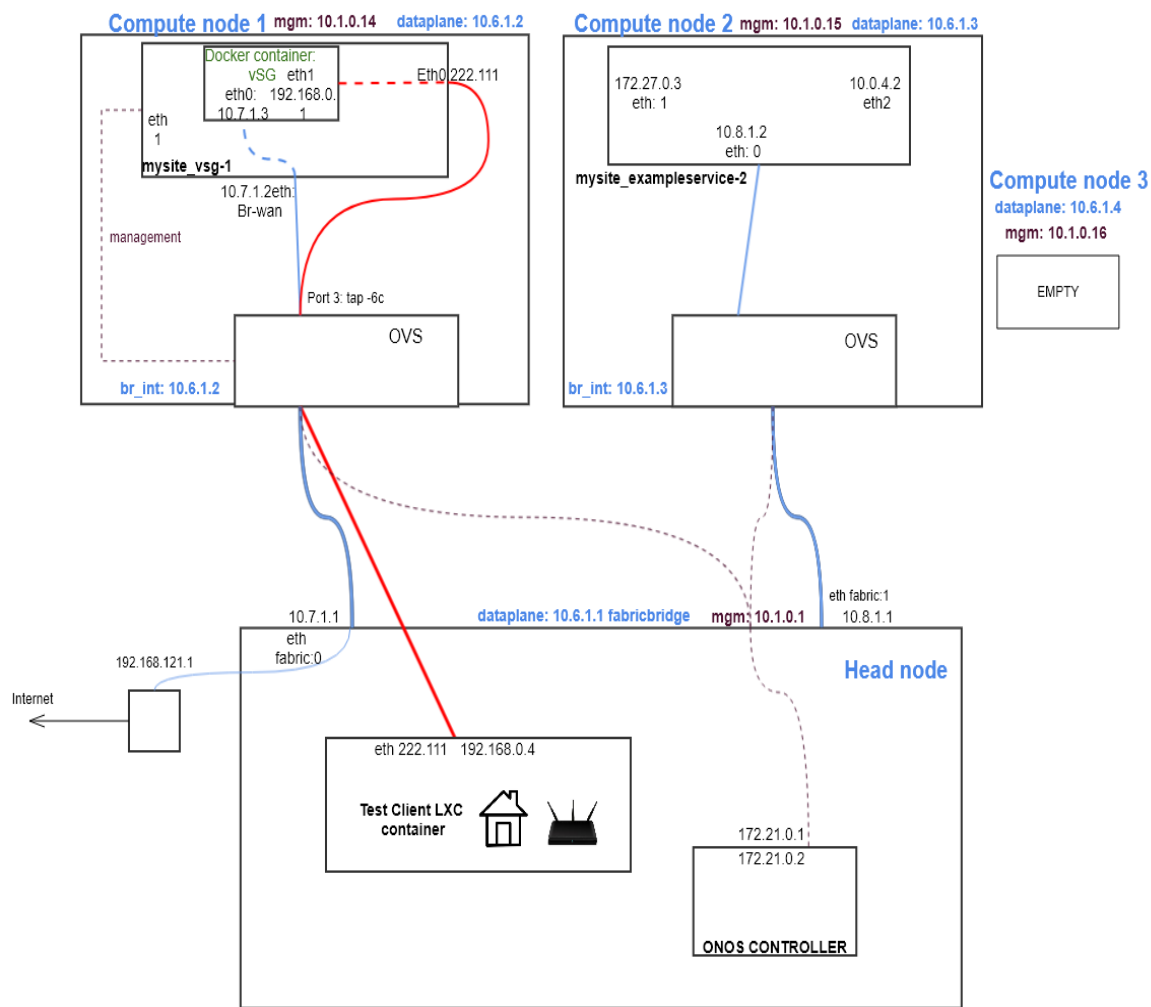 Compute node 1 mgm: 10.1.0.14 dataplane: 10.6.1.2
Docker container:
vSG eth1
eth0: 192.168.0.
10.7.1.3 1
Eth0.222.111
eth
1
mysite_vsg-1
10.7.1.2eth:
Br-wan
management
Port 3: tap -6c
OVS
br_int: 10.6.1.2
Compute node 2 mgm: 10.1.0.15 dataplane: 10.6.1.3
172.27.0.3
eth: 1
10.0.4.2
eth2
10.8.1.2
eth: 0
mysite_exampleservice-2
OVS
br_int: 10.6.1.3
Compute node 3
dataplane: 10.6.1.4
mgm: 10.1.0.16
EMPTY
eth fabric:1
10.7.1.1
dataplane: 10.6.1.1 fabricbridge
mgm: 10.1.0.1
10.8.1.1
eth
fabric:0
192.168.121.1
Internet
Head node
eth 222.111 192.168.0.4
Test Client LXC
container
172.21.0.1
172.21.0.2
ONOS CONTROLLER